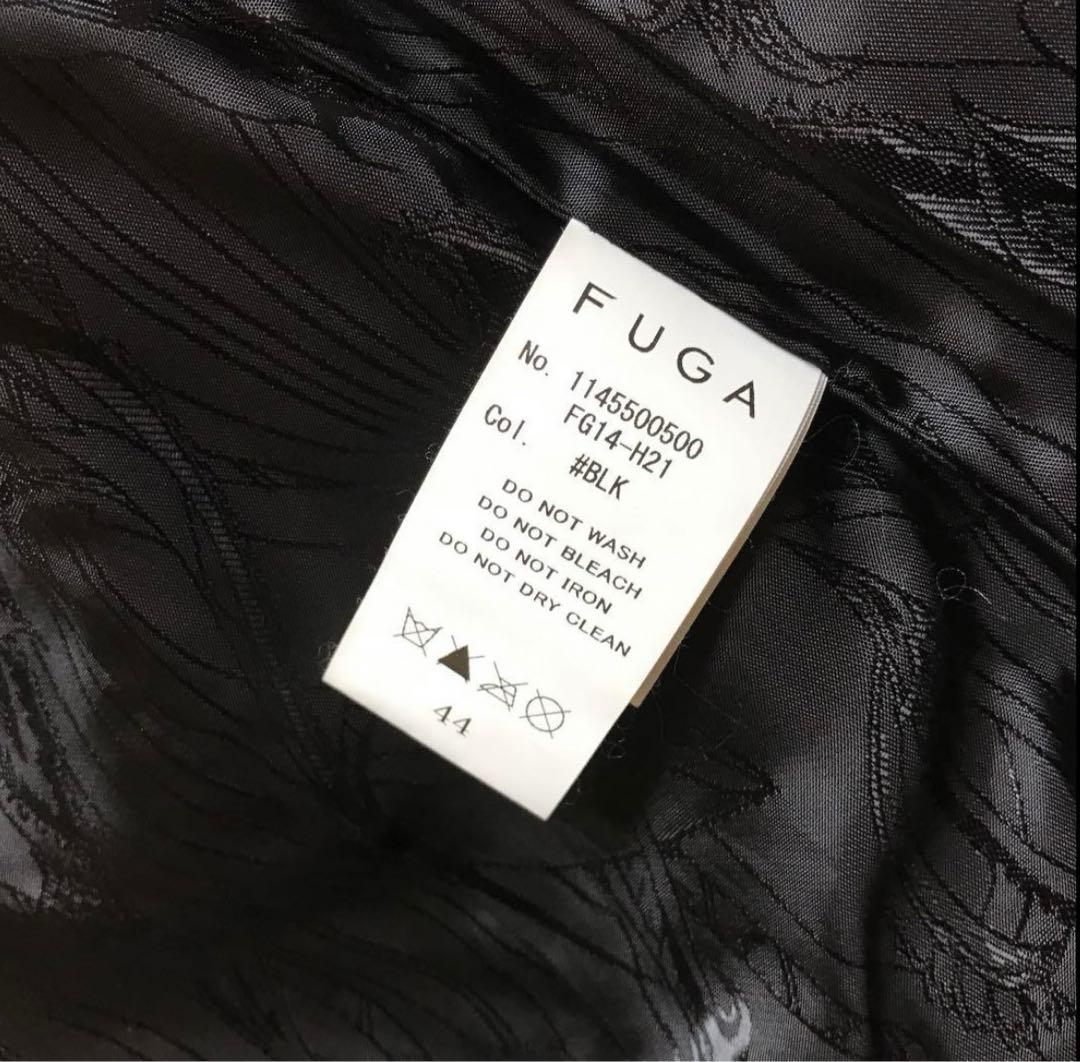 FUGA
No. 1145500500
FG14-H21
Col. #BLK
DO NOT WASH
DO NOT BLEACH
DO NOT IRON
DO NOT DRY CLEAN
44